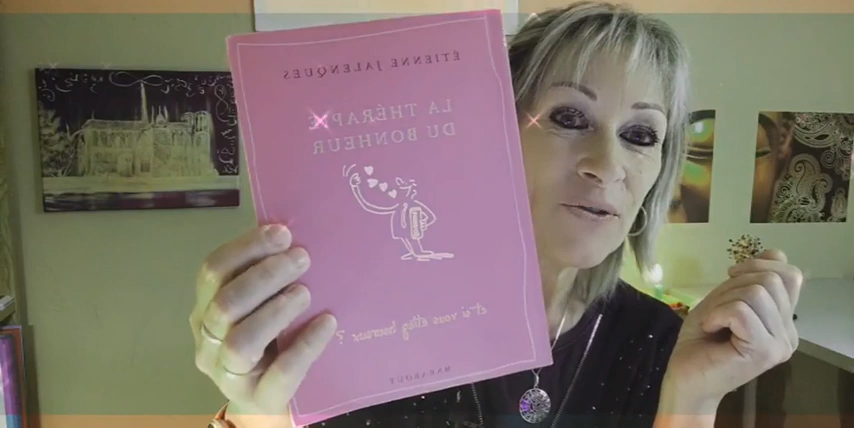 ÉTIENNE JALENQUES
LA THÉRAPIE
DU BONHEUR
et si vous étiez heureux ?
MARABOUT